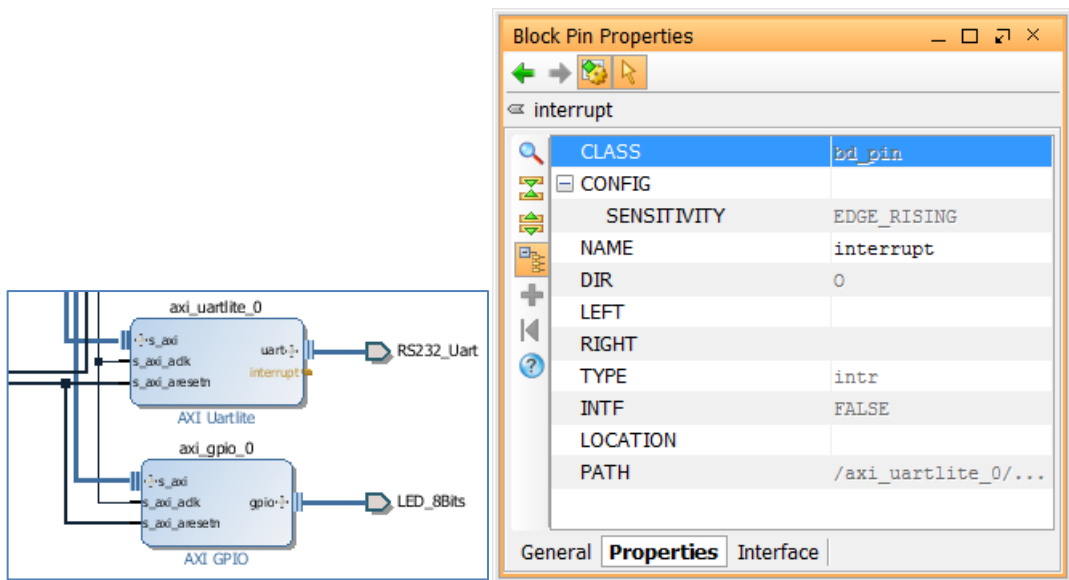 axi_uartlite_0
s_axi
s_axi_aclk
s_axi_aresetn
uart
interrupt
RS232_Uart
AXI Uartlite
axi_gpio_0
s_axi
s_axi_aclk
s_axi_aresetn
gpio
LED_8Bits
AXI GPIO
Block Pin Properties
interrupt
CLASS bd_pin
CONFIG
SENSITIVITY EDGE_RISING
NAME interrupt
DIR O
LEFT
RIGHT
TYPE intr
INTF FALSE
LOCATION
PATH /axi_uartlite_0/...
General Properties Interface